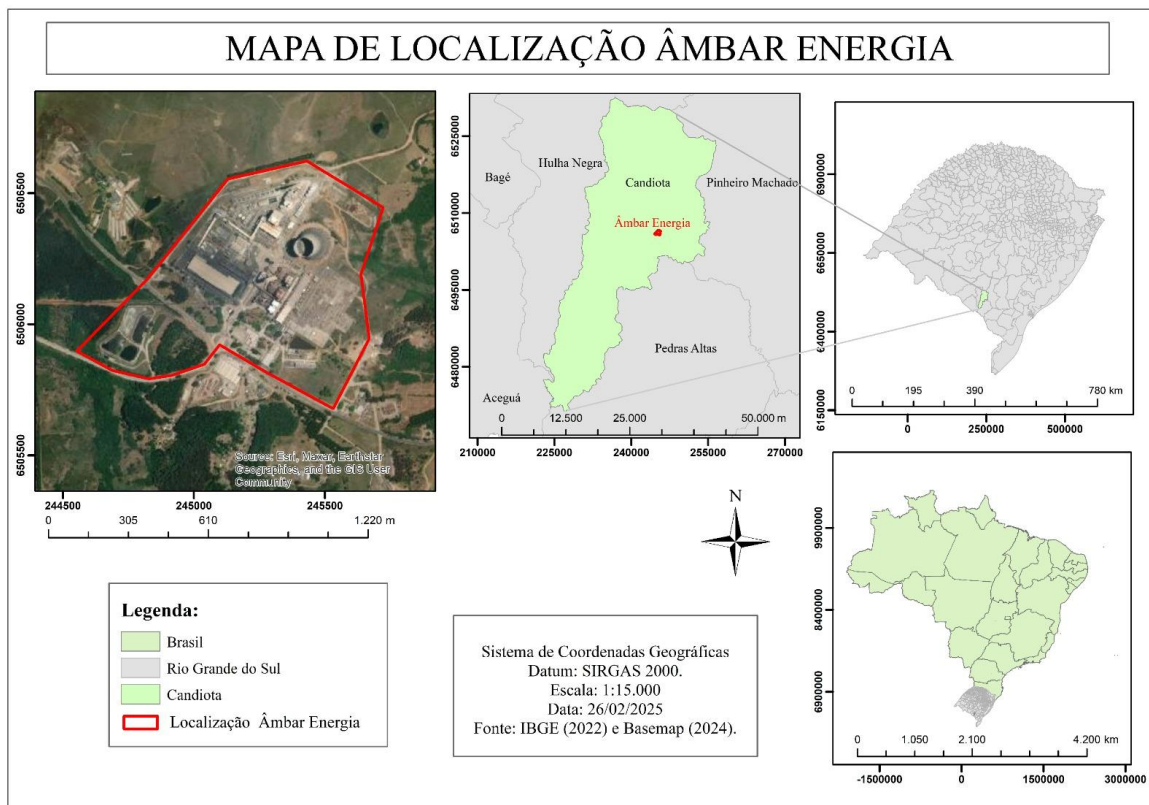 MAPA DE LOCALIZAÇÃO ÂMBAR ENERGIA
6506500
6506000
6505500
Source: Esri, Maxar, Earthstar
Geographics, and the GIS User
Community
244500 245000 245500
0 305 610 1.220 m
6525000
6510000
6495000
6480000
Hulha Negra
Bagé
Candiota
Pinheiro Machado
Âmbar Energia
Pedras Altas
Aceguá
0 12.500 25.000 50.000 m
210000 225000 240000 255000 270000
6900000
6650000
6400000
6150000
0 195 390 780 km
0 250000 500000
N
9900000
8400000
6900000
0 1.050 2.100 4.200 km
-1500000 0 1500000 3000000
Legenda:
Brasil
Rio Grande do Sul
Candiota
Localização Âmbar Energia
Sistema de Coordenadas Geográficas
Datum: SIRGAS 2000.
Escala: 1:15.000
Data: 26/02/2025
Fonte: IBGE (2022) e Basemap (2024).